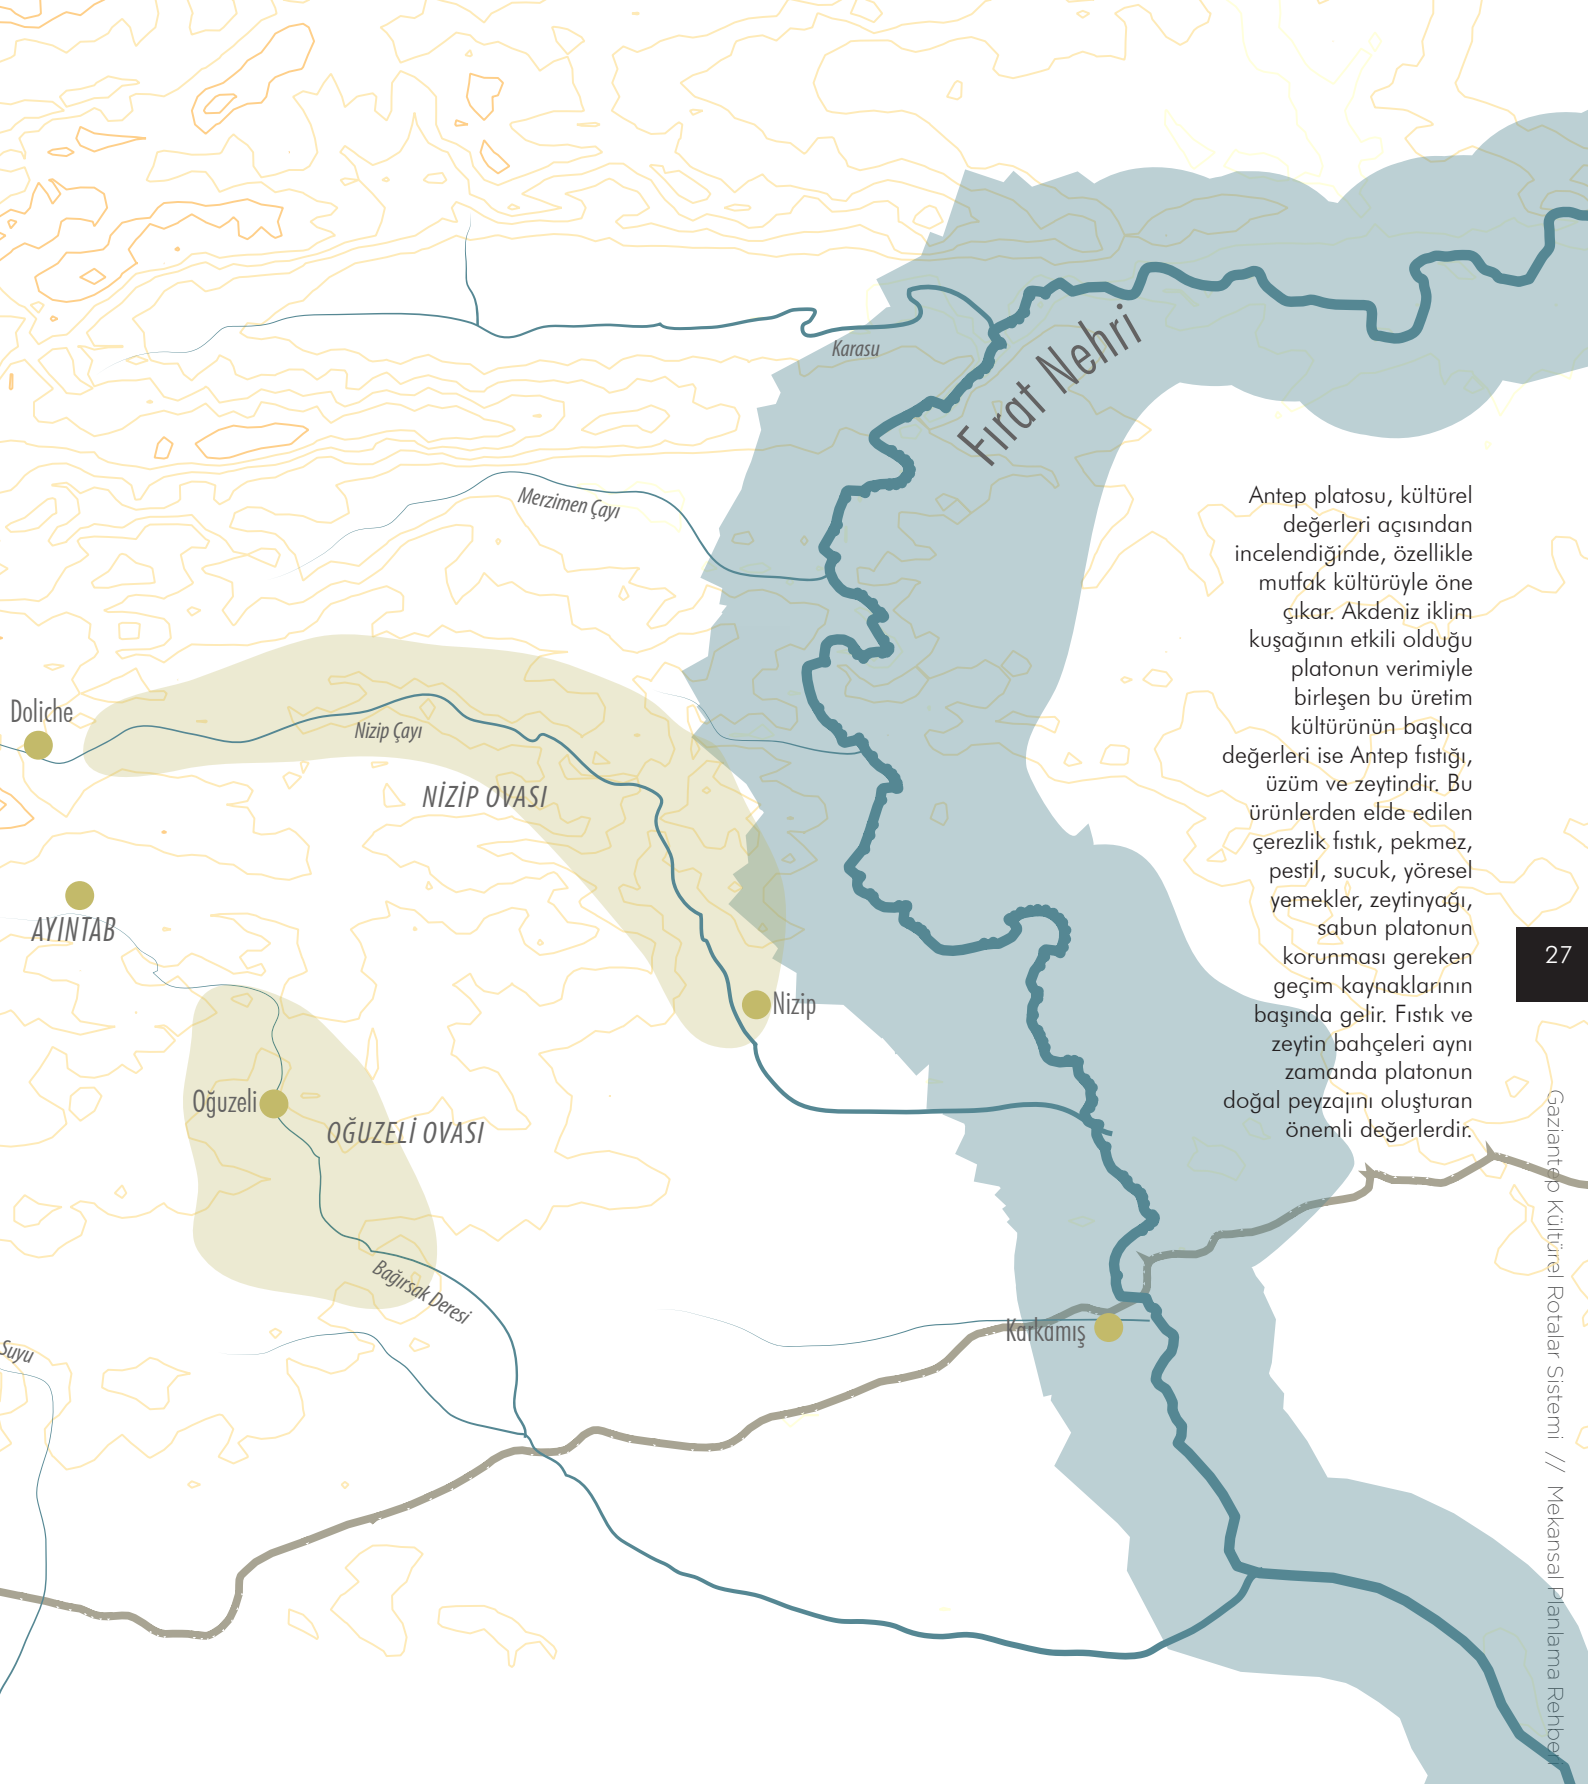 Fırat Nehri
Karasu
Merzimen Çayı
Antep platosu, kültürel
değerleri açısından
incelendiğinde, özellikle
mutfak kültürüyle öne
çıkar. Akdeniz iklim
kuşağının etkili olduğu
platonun verimiyle
birleşen bu üretim
kültürünün başlıca
değerleri ise Antep fıstığı,
üzüm ve zeytindir. Bu
ürünlerden elde edilen
çerezlik fıstık, pekmez,
pestil, sucuk, yöresel
yemekler, zeytinyağı,
sabun platonun
korunması gereken
geçim kaynaklarının
başında gelir. Fıstık ve
zeytin bahçeleri aynı
zamanda platonun
doğal peyzajını oluşturan
önemli değerlerdir.
Doliche
Nizip Çayı
NİZİP OVASI
AYINTAB
27
Nizip
Oğuzeli
OĞUZELİ OVASI
Bağırsak Deresi
Karkamış
Suyu
Gaziantep Kültürel Rotalar Sistemi // Mekansal Planlama Rehberi